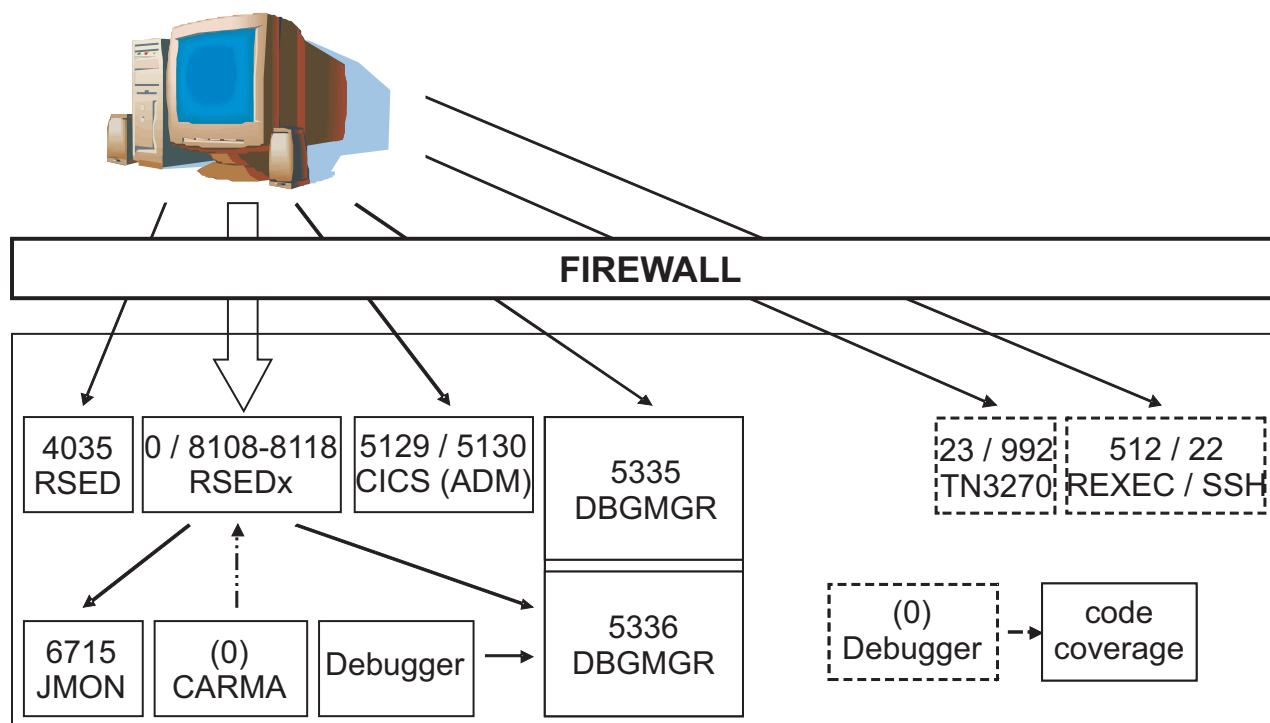 FIREWALL
4035
RSED
0 / 8108-8118
RSEDx
5129 / 5130
CICS (ADM)
5335
DBGMGR
23 / 992
TN3270
512 / 22
REXEC / SSH
6715
JMON
(0)
CARMA
Debugger
5336
DBGMGR
(0)
Debugger
code
coverage